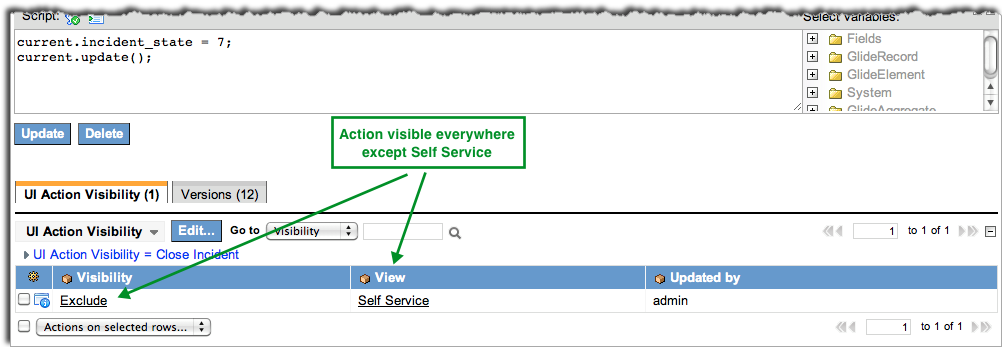 Script:
Select Variables:
current.incident_state = 7;
current.update();
Fields
GlideRecord
GlideElement
System
GlideAggregate
Update Delete
Action visible everywhere
except Self Service
UI Action Visibility (1) Versions (12)
UI Action Visibility Edit... Go to Visibility 1 to 1 of 1
UI Action Visibility = Close Incident
Visibility View Updated by
Exclude Self Service admin
Actions on selected rows... 1 to 1 of 1